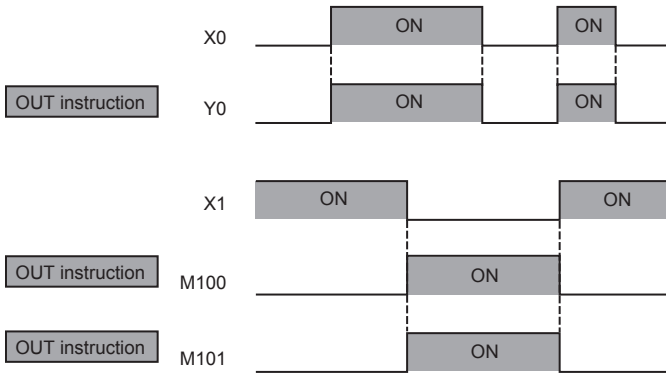 X0 ON ON
OUT instruction Y0 ON ON
X1 ON ON
OUT instruction M100 ON
OUT instruction M101 ON